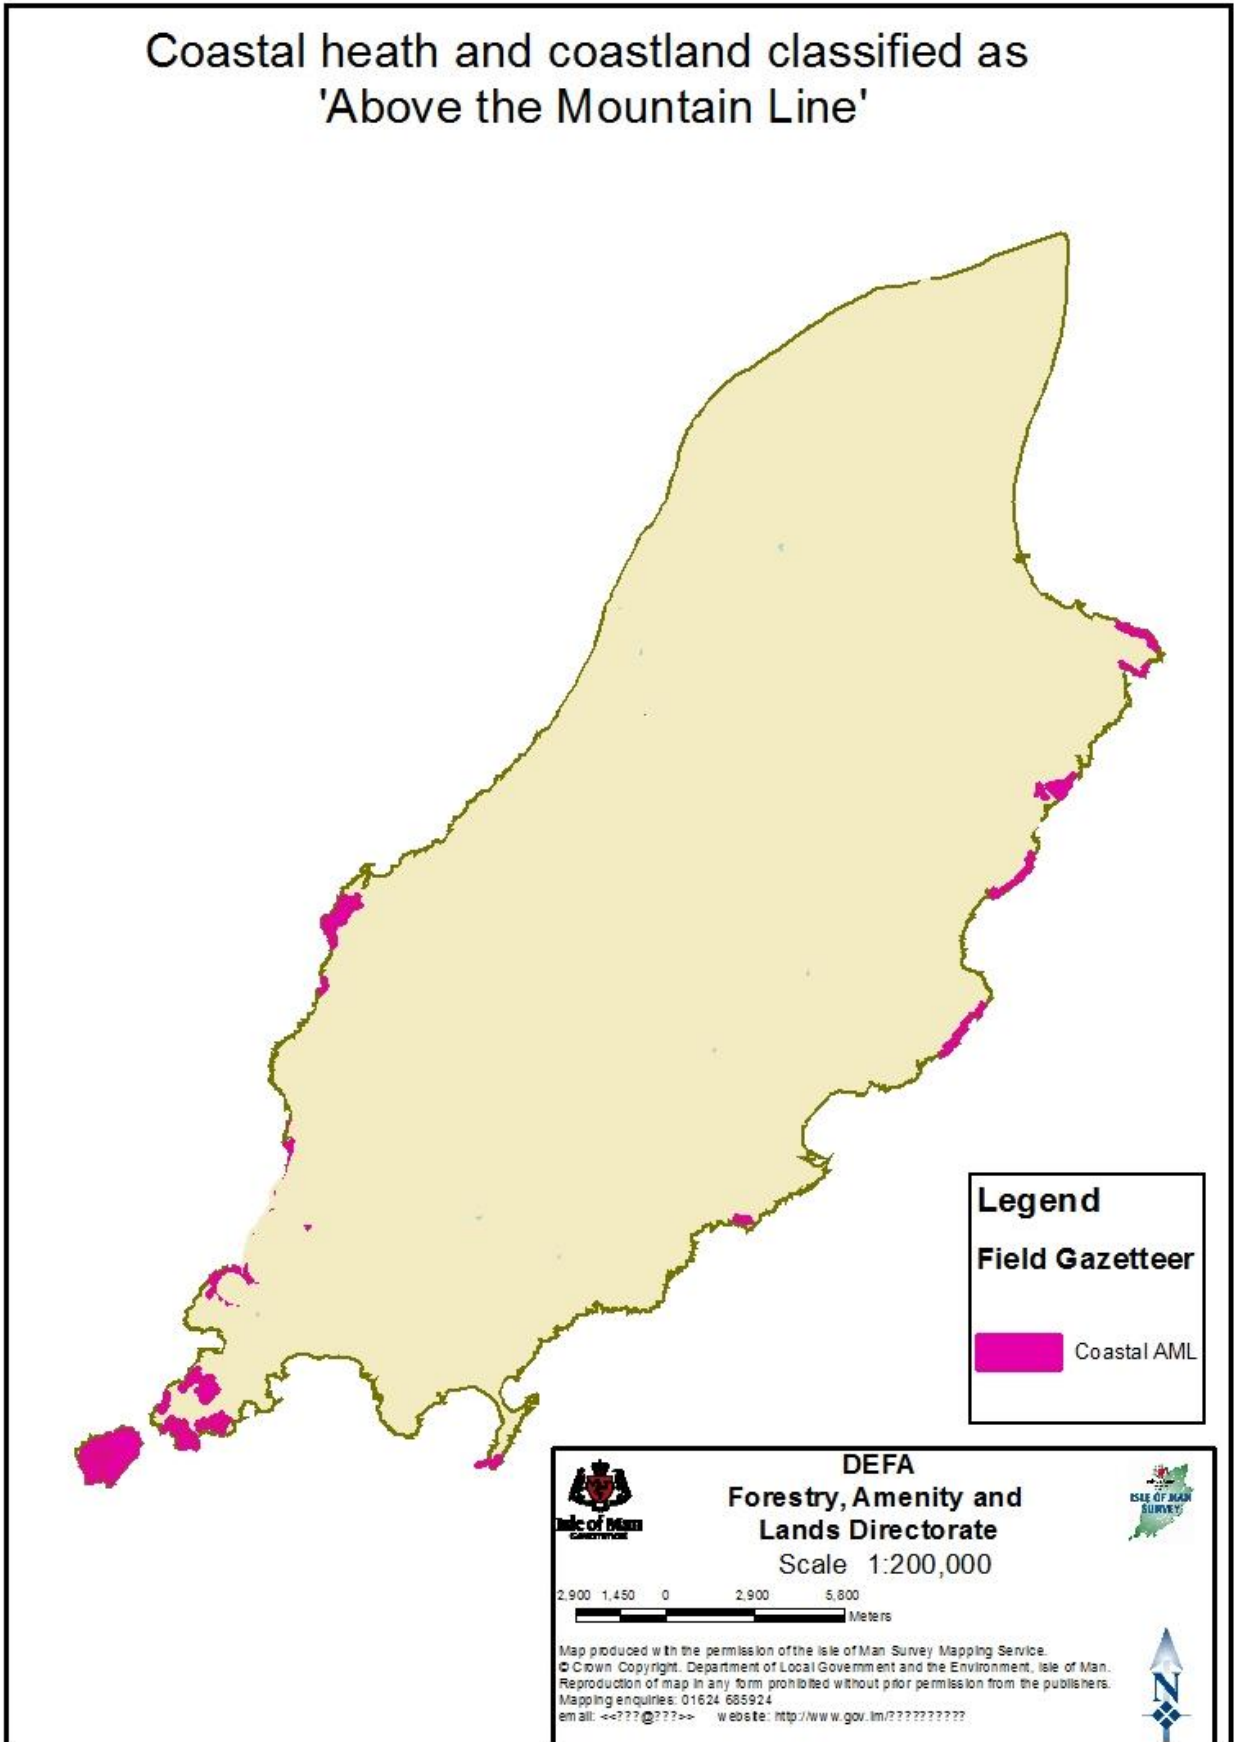 Coastal heath and coastland classified as
'Above the Mountain Line'
Legend
Field Gazetteer
Coastal AML
DEFA
Forestry, Amenity and
Lands Directorate
Scale 1:200,000
Isle of Man
GOVERNMENT
ISLE OF MAN
SURVEY
2,900 1,450 0 2,900 5,800
Meters
Map produced with the permission of the Isle of Man Survey Mapping Service.
© Crown Copyright. Department of Local Government and the Environment, Isle of Man.
Reproduction of map in any form prohibited without prior permission from the publishers.
Mapping enquiries: 01624 685924
email: <<???@???>> website: http://www.gov.im/??????????
N